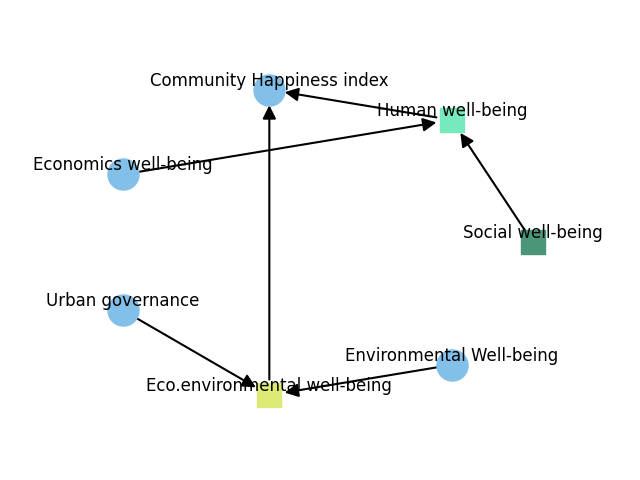 Community Happiness index
Human well-being
Economics well-being
Social well-being
Urban governance
Environmental Well-being
Eco.environmental well-being